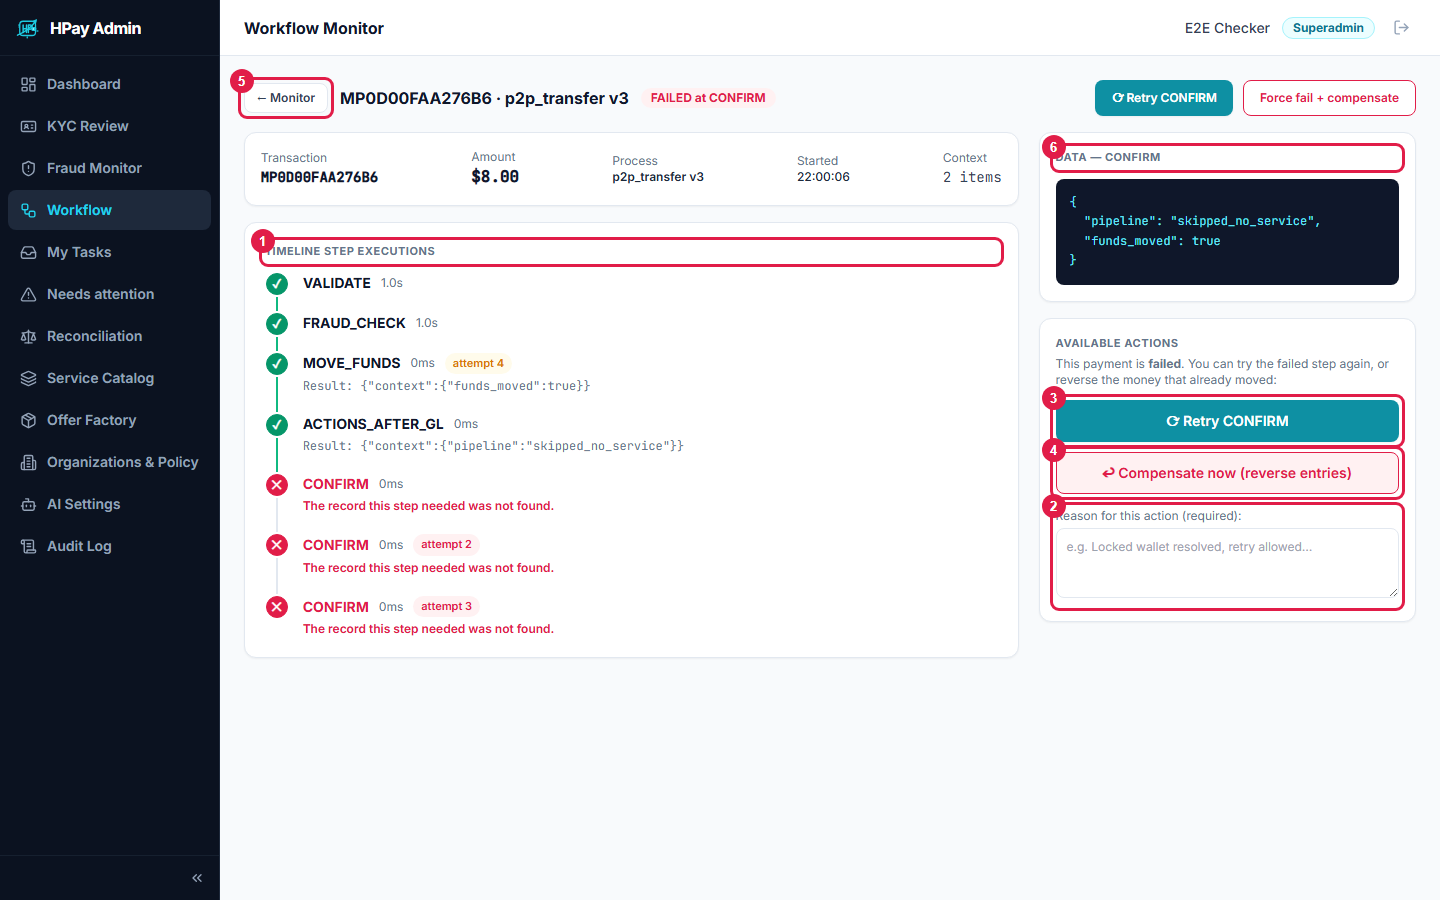 HPay Admin
Dashboard
KYC Review
Fraud Monitor
Workflow
My Tasks
Needs attention
Reconciliation
Service Catalog
Offer Factory
Organizations & Policy
AI Settings
Audit Log
«
Workflow Monitor
E2E Checker
Superadmin
5
← Monitor
MP0D00FAA276B6 · p2p_transfer v3
FAILED at CONFIRM
⟳ Retry CONFIRM
Force fail + compensate
Transaction
MP0D00FAA276B6
Amount
$8.00
Process
p2p_transfer v3
Started
22:00:06
Context
2 items
1
TIMELINE STEP EXECUTIONS
VALIDATE 1.0s
FRAUD_CHECK 1.0s
MOVE_FUNDS 0ms attempt 4
Result: {"context":{"funds_moved":true}}
ACTIONS_AFTER_GL 0ms
Result: {"context":{"pipeline":"skipped_no_service"}}
CONFIRM 0ms
The record this step needed was not found.
CONFIRM 0ms attempt 2
The record this step needed was not found.
CONFIRM 0ms attempt 3
The record this step needed was not found.
6
DATA — CONFIRM
{
"pipeline": "skipped_no_service",
"funds_moved": true
}
AVAILABLE ACTIONS
This payment is failed. You can try the failed step again, or
reverse the money that already moved:
3
⟳ Retry CONFIRM
4
↩ Compensate now (reverse entries)
2
Reason for this action (required):
e.g. Locked wallet resolved, retry allowed...